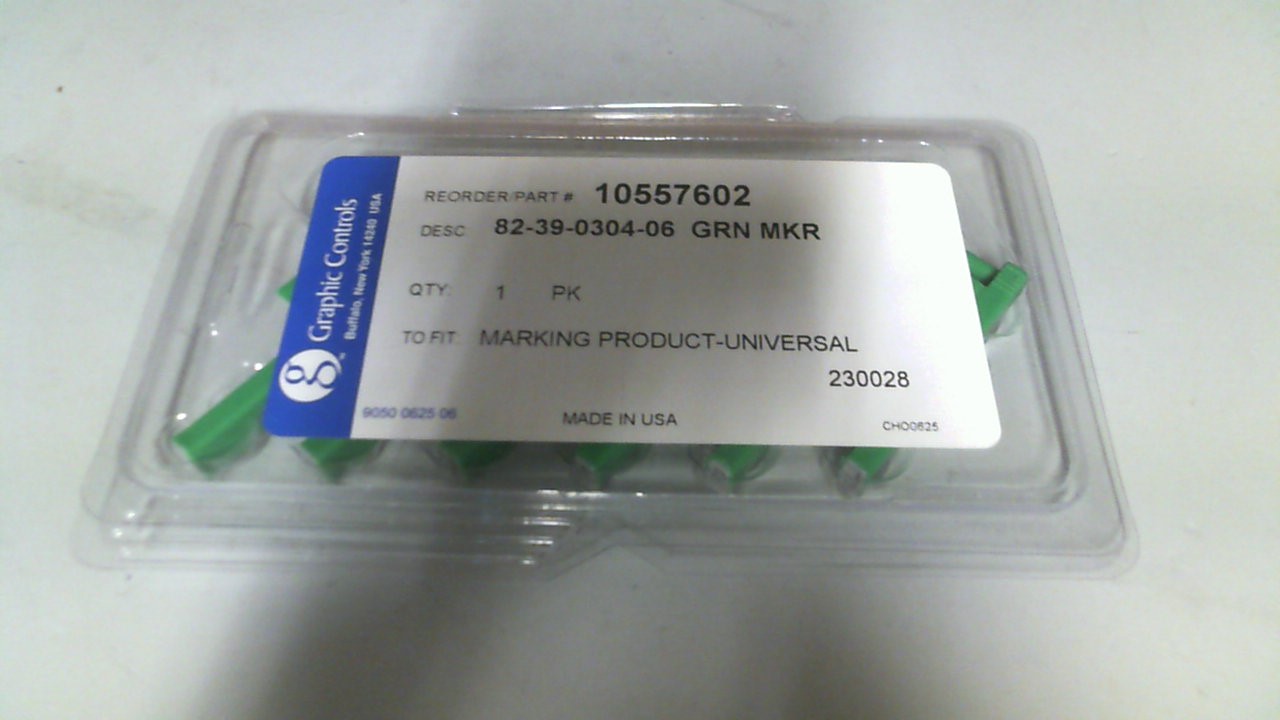 Graphic Controls
Buffalo, New York 14240 USA
REORDER/PART # 10557602
DESC 82-39-0304-06 GRN MKR
QTY: 1 PK
TO FIT: MARKING PRODUCT-UNIVERSAL
230028
9050 0625 06
MADE IN USA
CHO0625